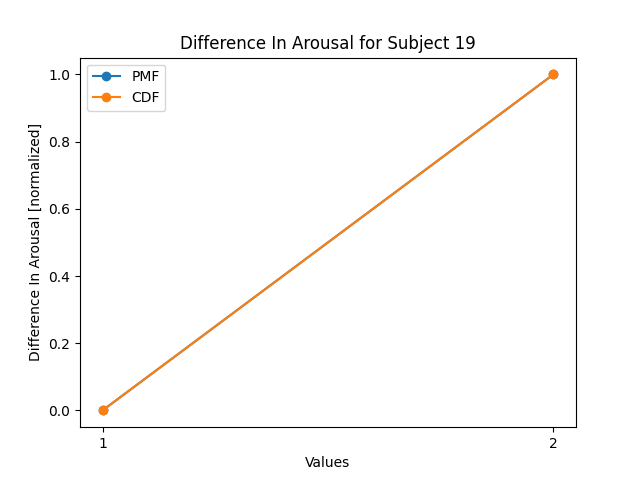 Difference In Arousal for Subject 19
PMF
CDF
Difference In Arousal [normalized]
1.0
0.8
0.6
0.4
0.2
0.0
1
2
Values